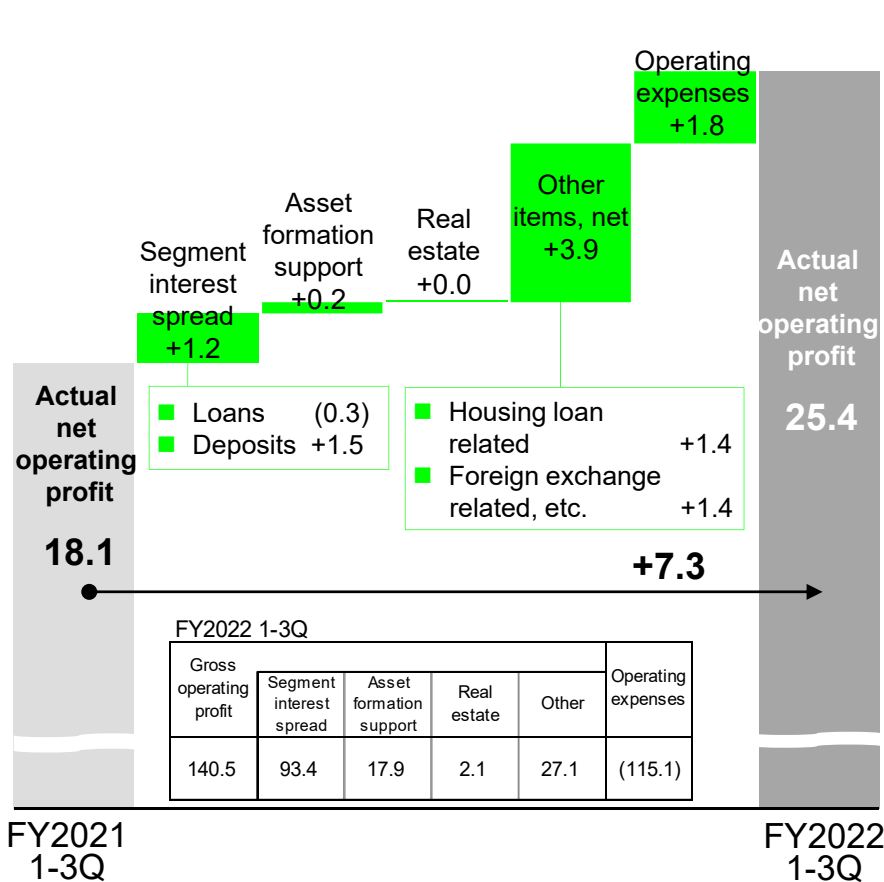 Operating
expenses
+1.8
Other
items, net
+3.9
Asset
formation
support
+0.2
Real
estate
+0.0
Segment
interest
spread
+1.2
Actual
net
operating
profit
25.4
Actual
net
operating
profit
18.1
Loans (0.3)
Deposits +1.5
Housing loan
related +1.4
Foreign exchange
related, etc. +1.4
+7.3
FY2022 1-3Q
Gross
operating
profit
Segment
interest
spread
Asset
formation
support
Real
estate
Other
Operating
expenses
140.5 93.4 17.9 2.1 27.1 (115.1)
FY2021
1-3Q
FY2022
1-3Q